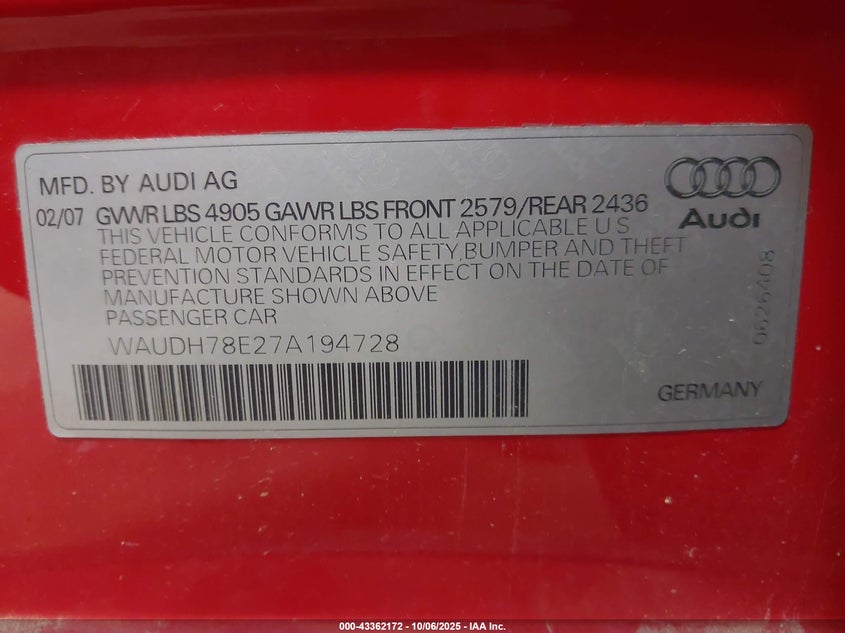 MFD. BY AUDI AG
02/07 GVWR LBS 4905 GAWR LBS FRONT 2579/REAR 2436
THIS VEHICLE CONFORMS TO ALL APPLICABLE U S
FEDERAL MOTOR VEHICLE SAFETY,BUMPER AND THEFT
PREVENTION STANDARDS IN EFFECT ON THE DATE OF
MANUFACTURE SHOWN ABOVE
PASSENGER CAR
WAUDH78E27A194728
Audi
0626408
GERMANY
000-43362172 - 10/06/2025 - IAA Inc.